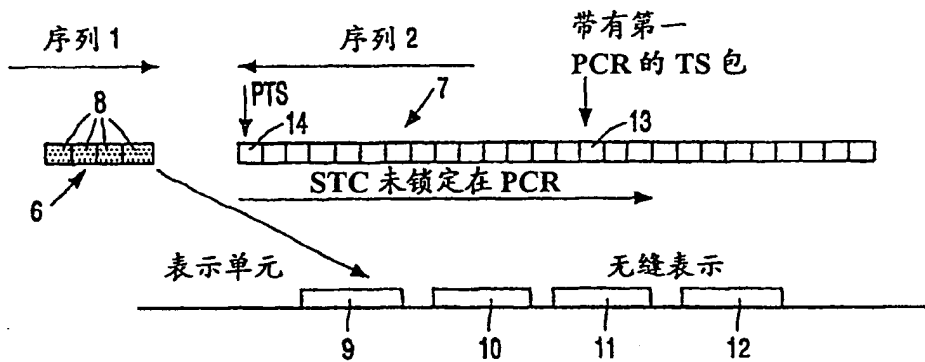 序列 1
序列 2
带有第一
PCR 的 TS 包
8
PTS
14
7
13
6
STC 未锁定在 PCR
表示单元
无缝表示
9
10
11
12